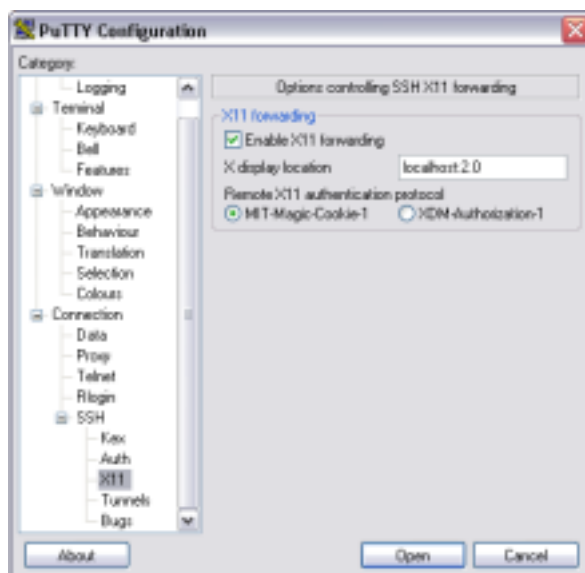 PuTTY Configuration
Category:
Logging
Terminal
Keyboard
Bell
Features
Window
Appearance
Behaviour
Translation
Selection
Colours
Connection
Data
Proxy
Telnet
Rlogin
SSH
Kex
Auth
X11
Tunnels
Bugs
Options controlling SSH X11 forwarding
X11 forwarding
Enable X11 forwarding
X display location
localhost:2.0
Remote X11 authentication protocol
MIT-Magic-Cookie-1
XDM-Authorization-1
About
Open
Cancel